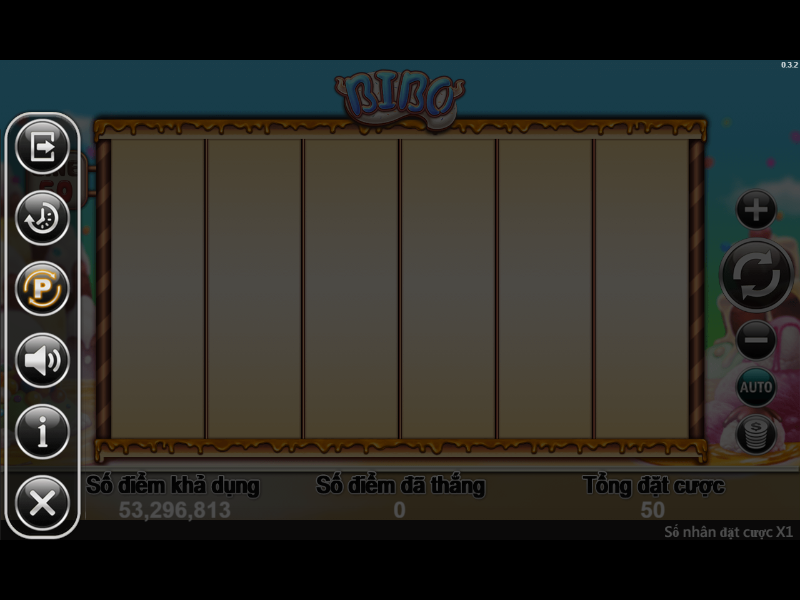 0.3.2
BIBO
P
i
AUTO
$
Số điểm khả dụng
Số điểm đã thắng
Tổng đặt cược
53,296,813
0
50
Số nhân đặt cược X1